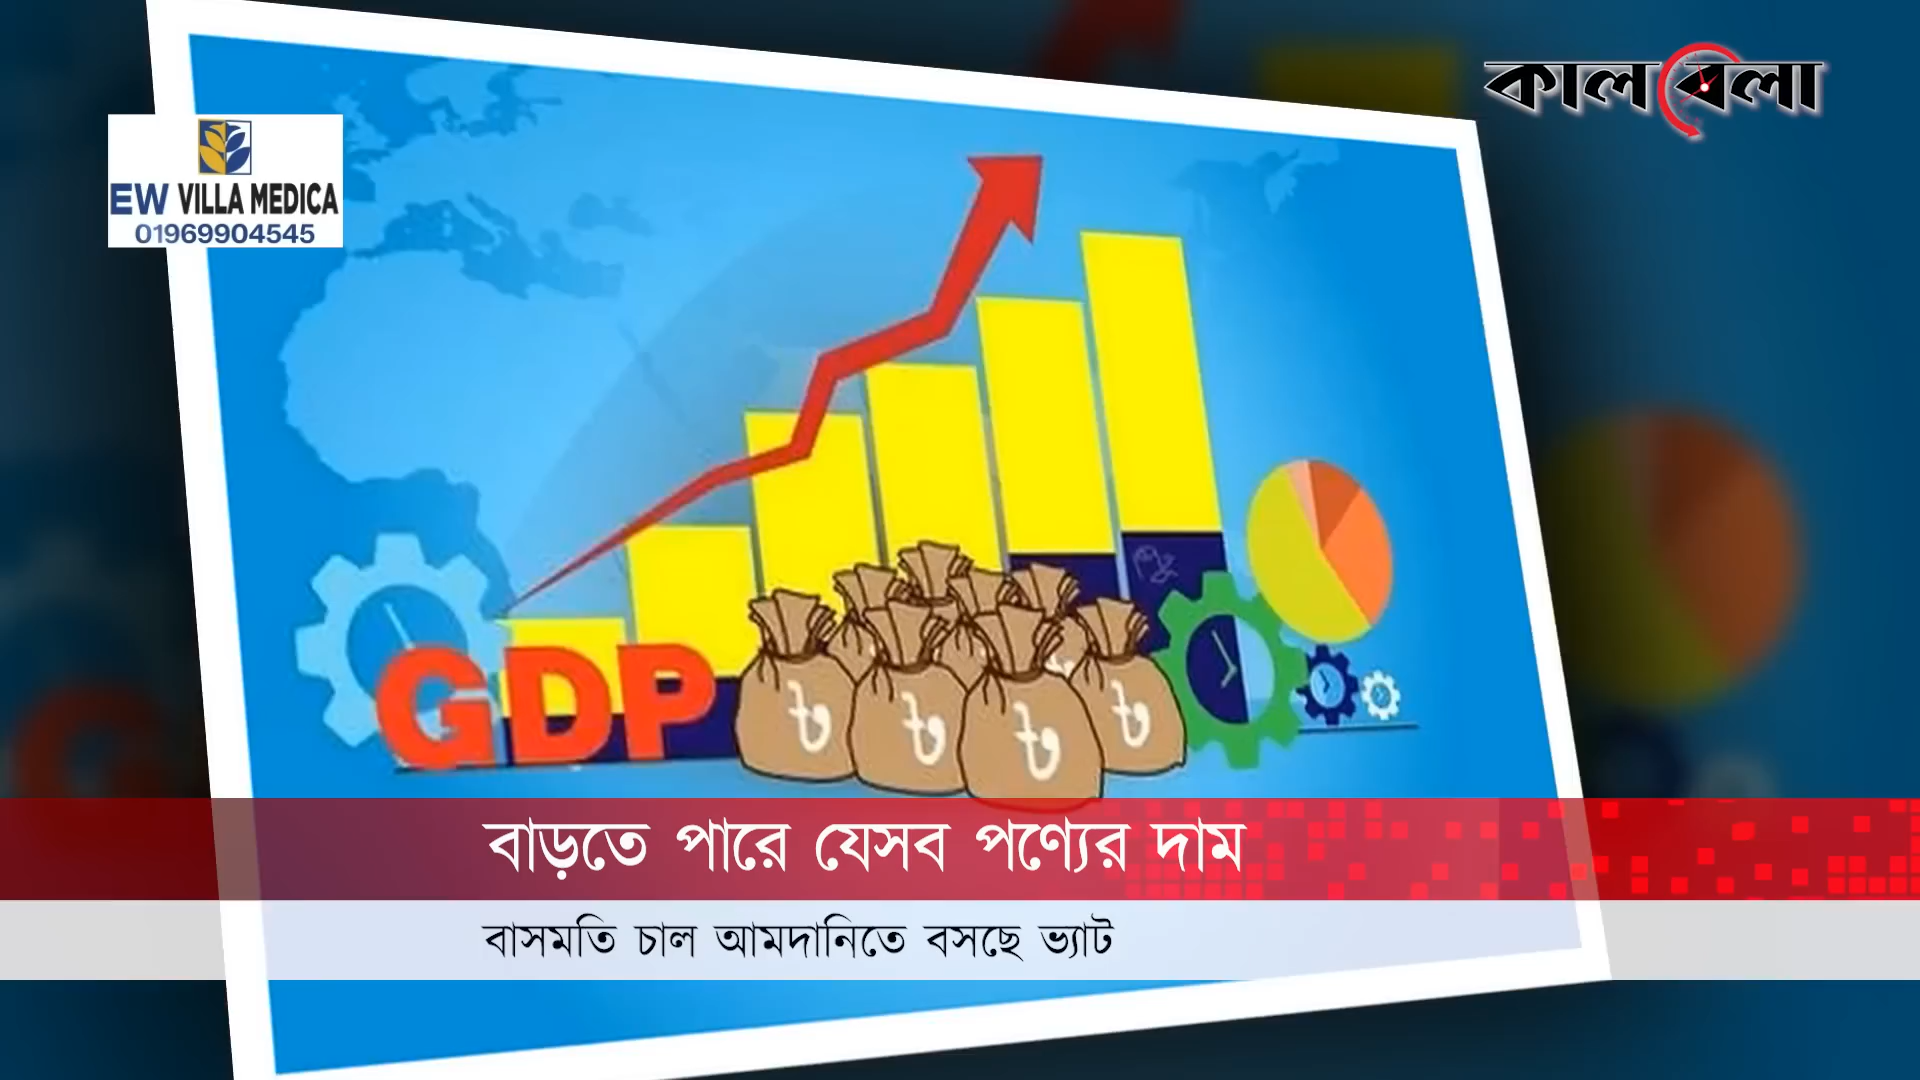 কালবেলা
EW VILLA MEDICA
01969904545
GDP
৳ ৳ ৳ ৳
বাড়তে পারে যেসব পণ্যের দাম
বাসমতি চাল আমদানিতে বসছে ভ্যাট